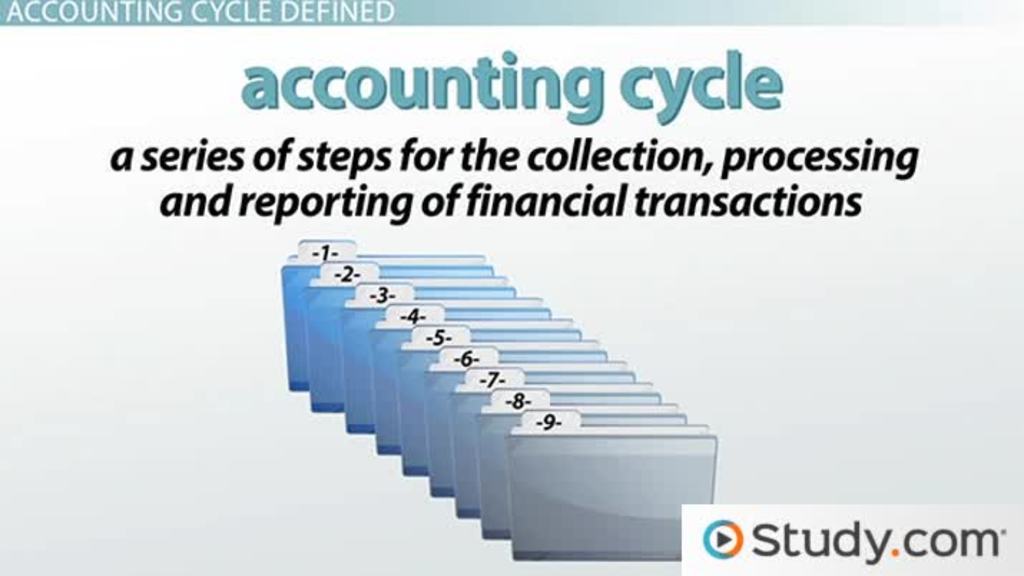 ACCOUNTING CYCLE DEFINED
accounting cycle
a series of steps for the collection, processing
and reporting of financial transactions
-1-
-2-
-3-
-4-
-5-
-6-
-7-
-8-
-9-
Study.com